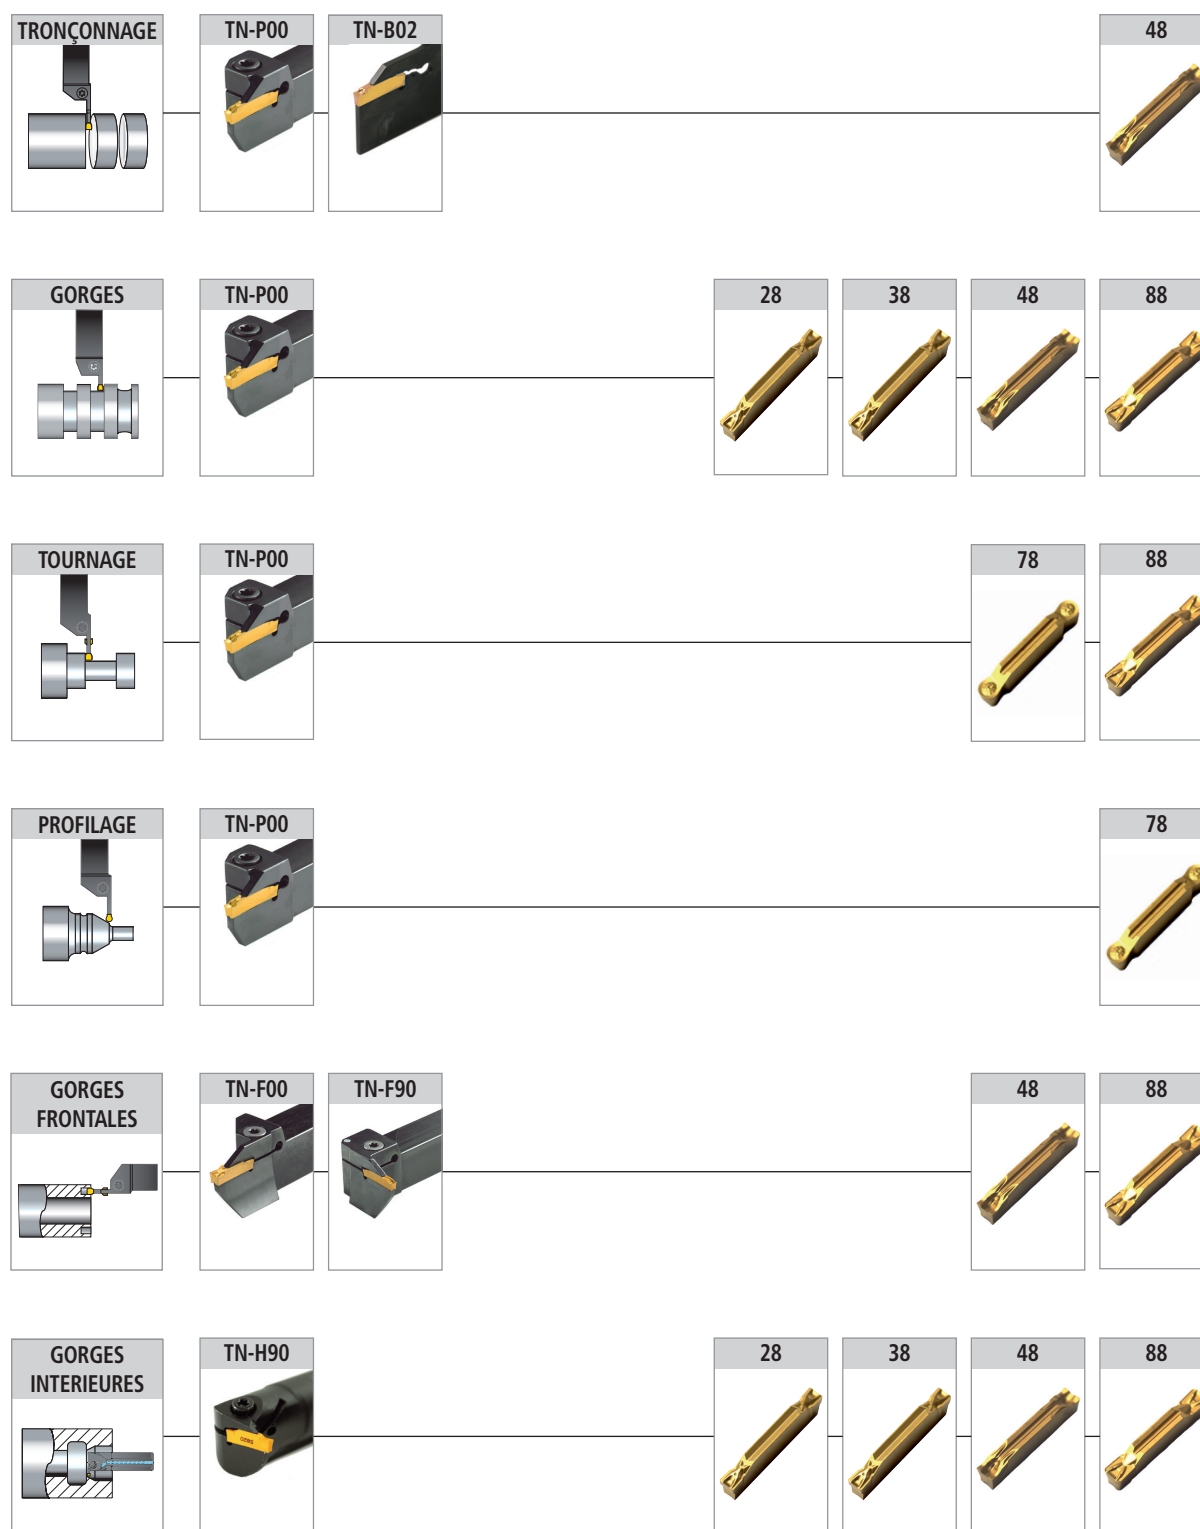 TRONÇONNAGE
TN-P00
TN-B02
48
GORGES
TN-P00
28
38
48
88
TOURNAGE
TN-P00
78
88
PROFILAGE
TN-P00
78
GORGES
FRONTALES
TN-F00
TN-F90
48
88
GORGES
INTERIEURES
TN-H90
28
38
48
88